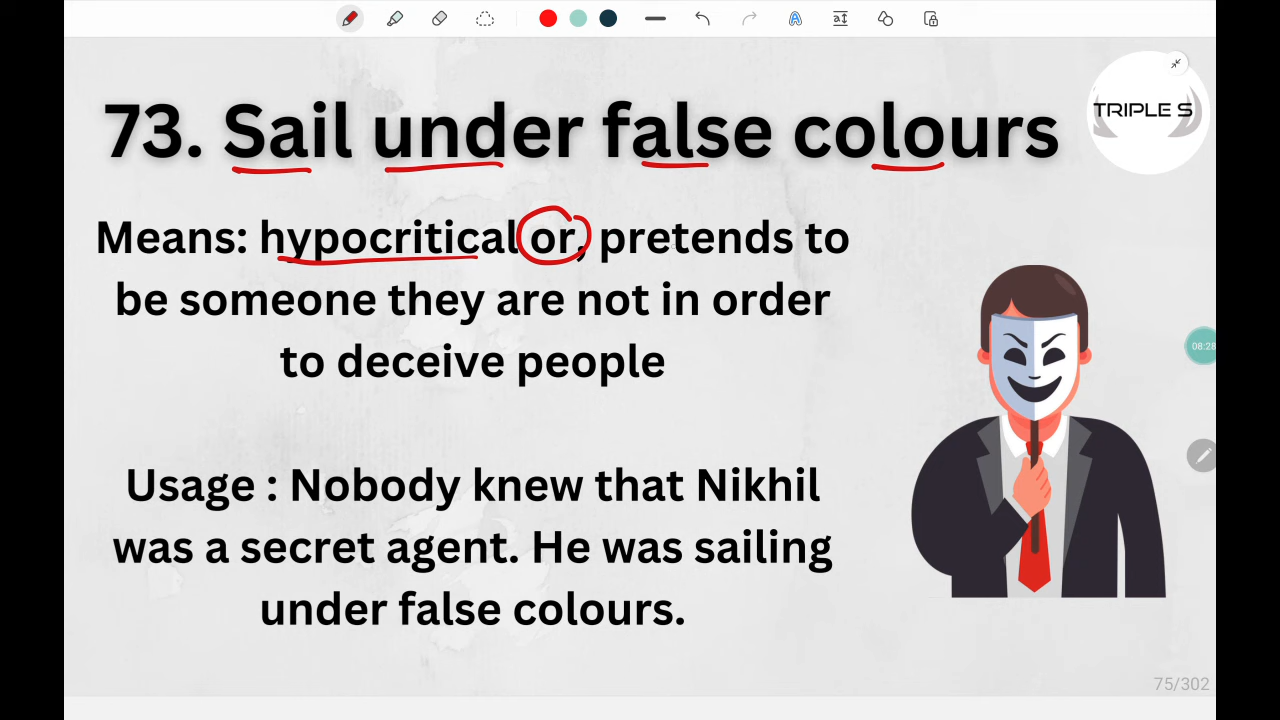 73. Sail under false colours
TRIPLE S
Means: hypocritical or, pretends to
be someone they are not in order
to deceive people
08:28
Usage : Nobody knew that Nikhil
was a secret agent. He was sailing
under false colours.
75/302